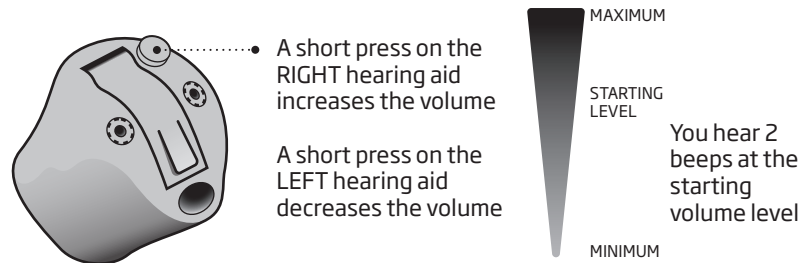 A short press on the
RIGHT hearing aid
increases the volume
A short press on the
LEFT hearing aid
decreases the volume
MAXIMUM
STARTING
LEVEL
You hear 2
beeps at the
starting
volume level
MINIMUM